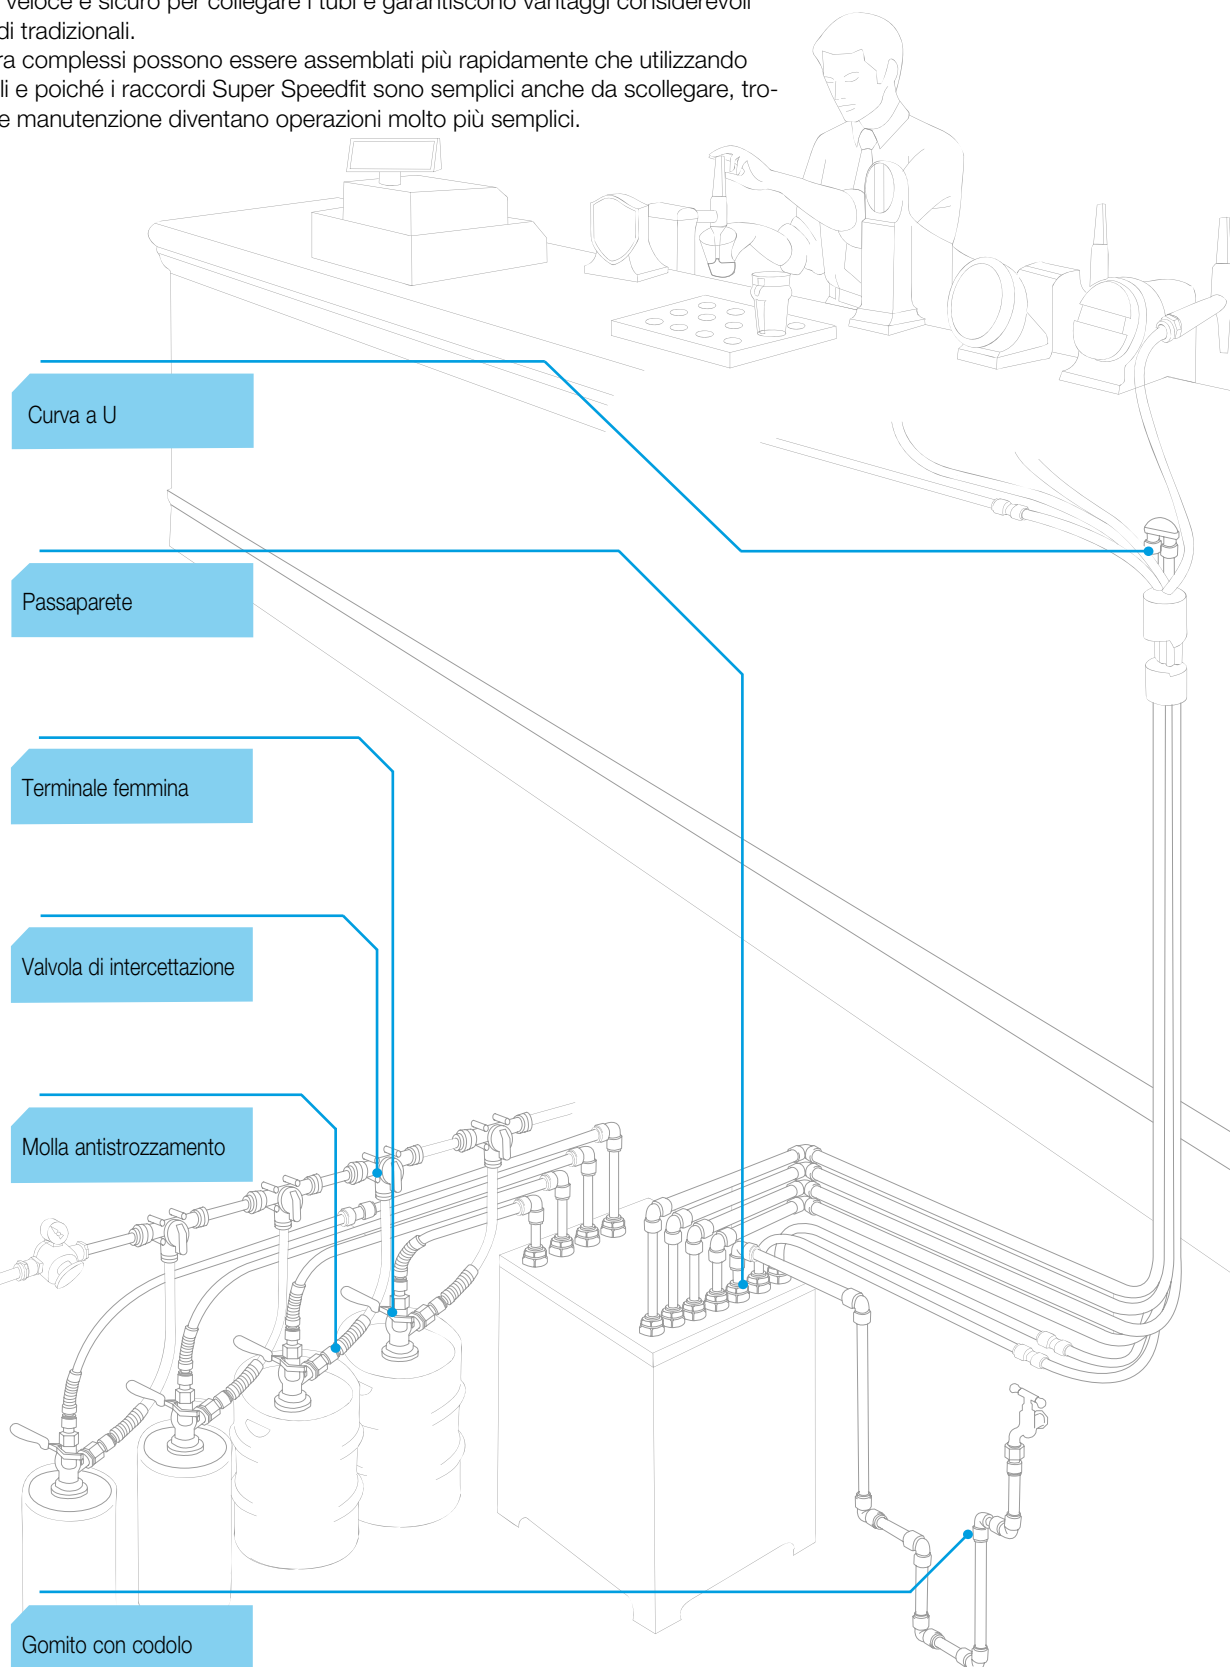 veloce e sicuro per collegare i tubi e garantiscono vantaggi considerevoli
di tradizionali.
ra complessi possono essere assemblati più rapidamente che utilizzando
li e poiché i raccordi Super Speedfit sono semplici anche da scollegare, tro-
e manutenzione diventano operazioni molto più semplici.
Curva a U
Passaparete
Terminale femmina
Valvola di intercettazione
Molla antistrozzamento
Gomito con codolo